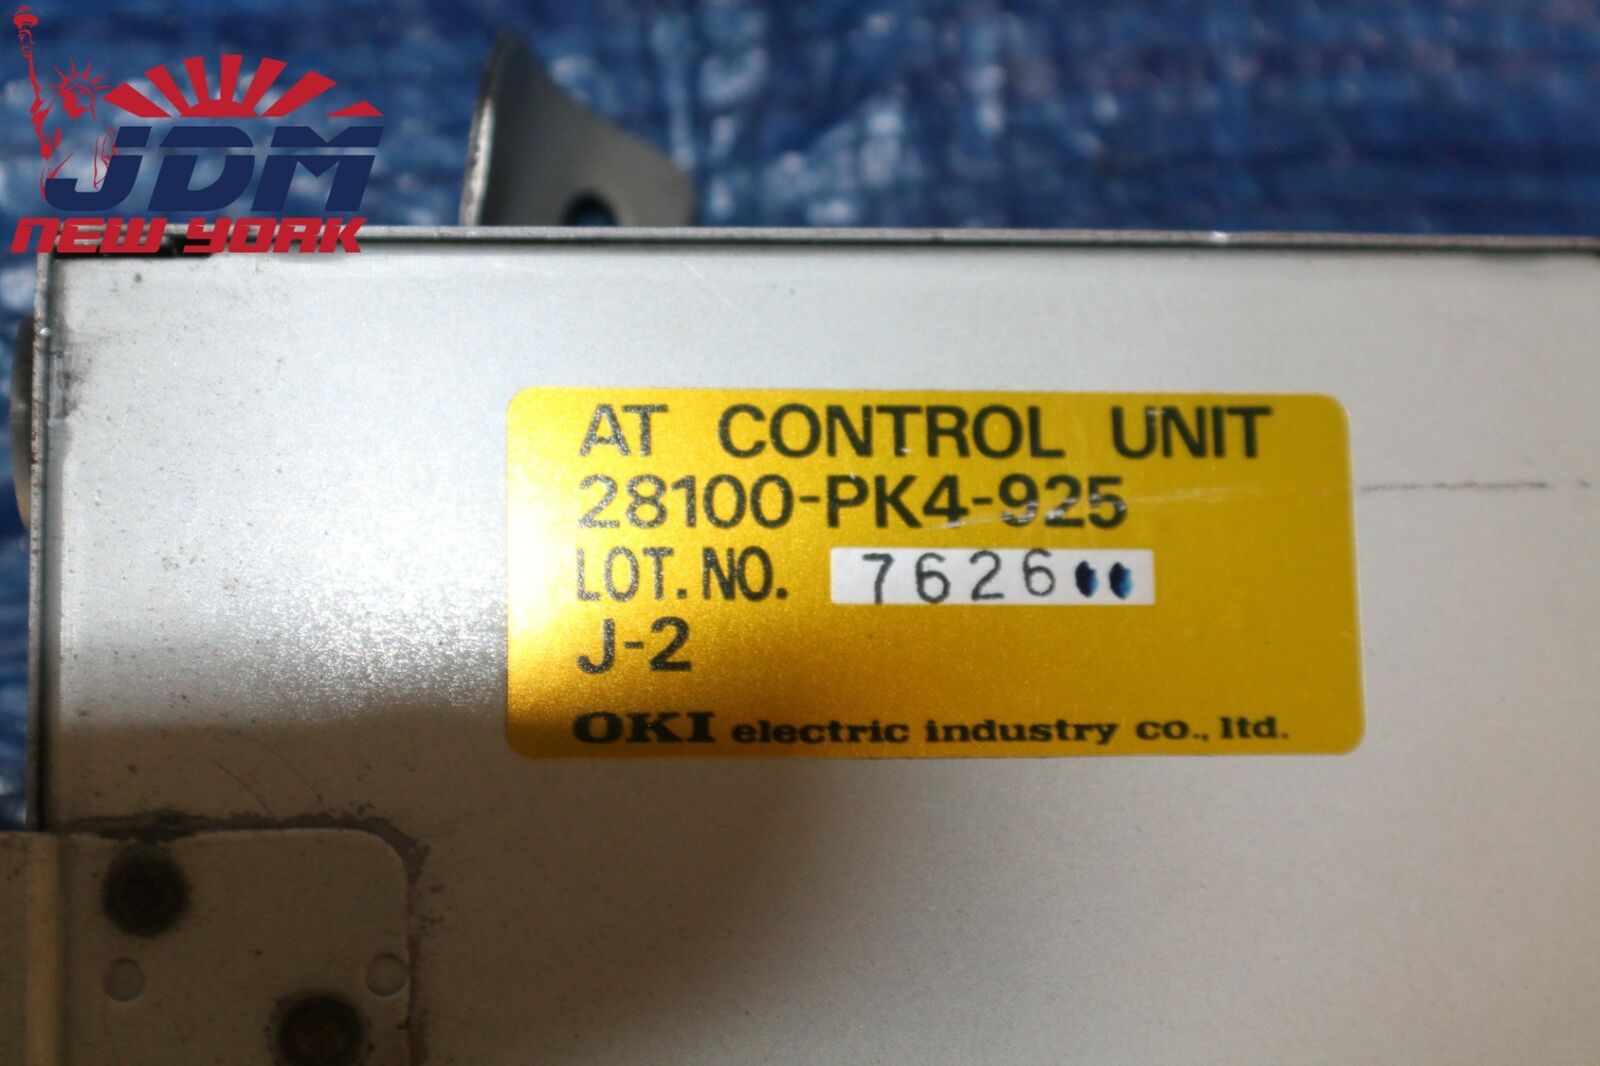 JDM
NEW YORK
AT CONTROL UNIT
28100-PK4-925
LOT. NO. 7626
J-2
OKI electric industry co., ltd.